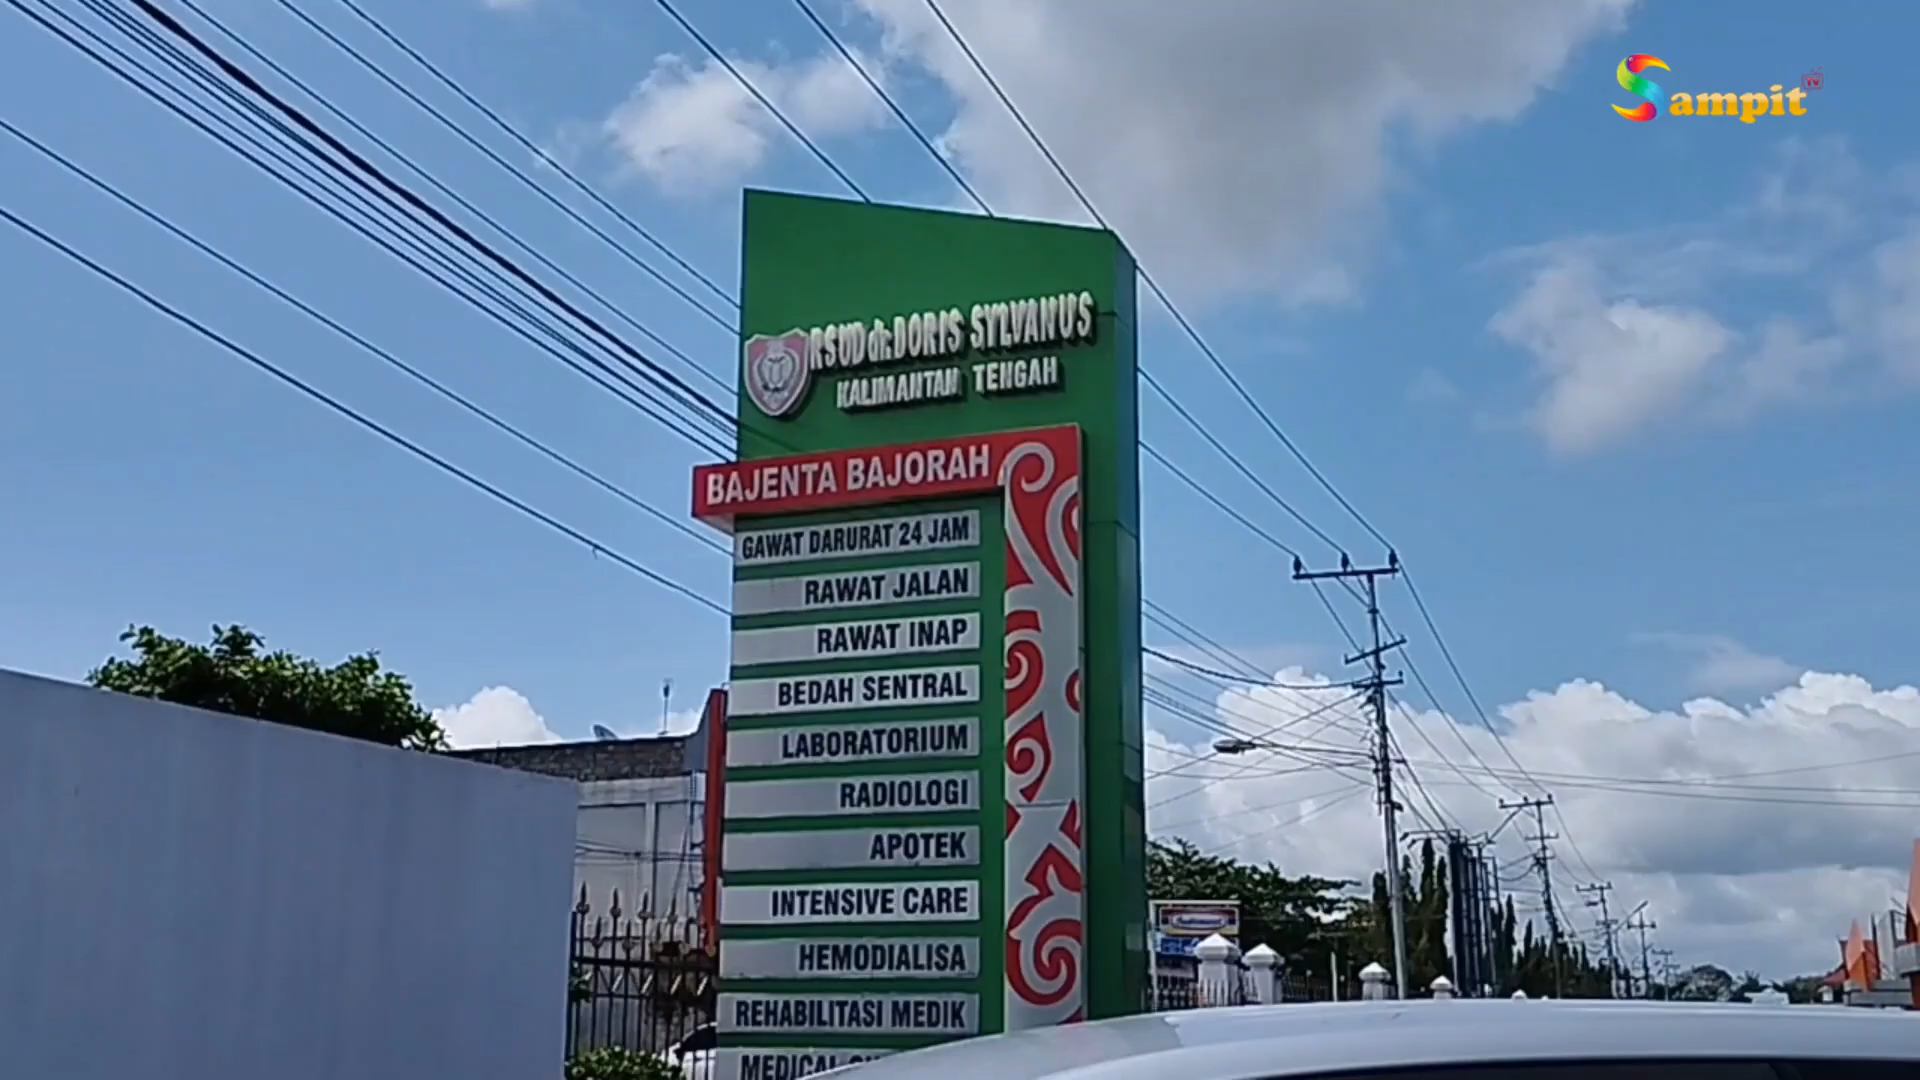 Sampit TV
RSUD dr. DORIS SYLVANUS
KALIMANTAN TENGAH
BAJENTA BAJORAH
GAWAT DARURAT 24 JAM
RAWAT JALAN
RAWAT INAP
BEDAH SENTRAL
LABORATORIUM
RADIOLOGI
APOTEK
INTENSIVE CARE
HEMODIALISA
REHABILITASI MEDIK
MEDICAL